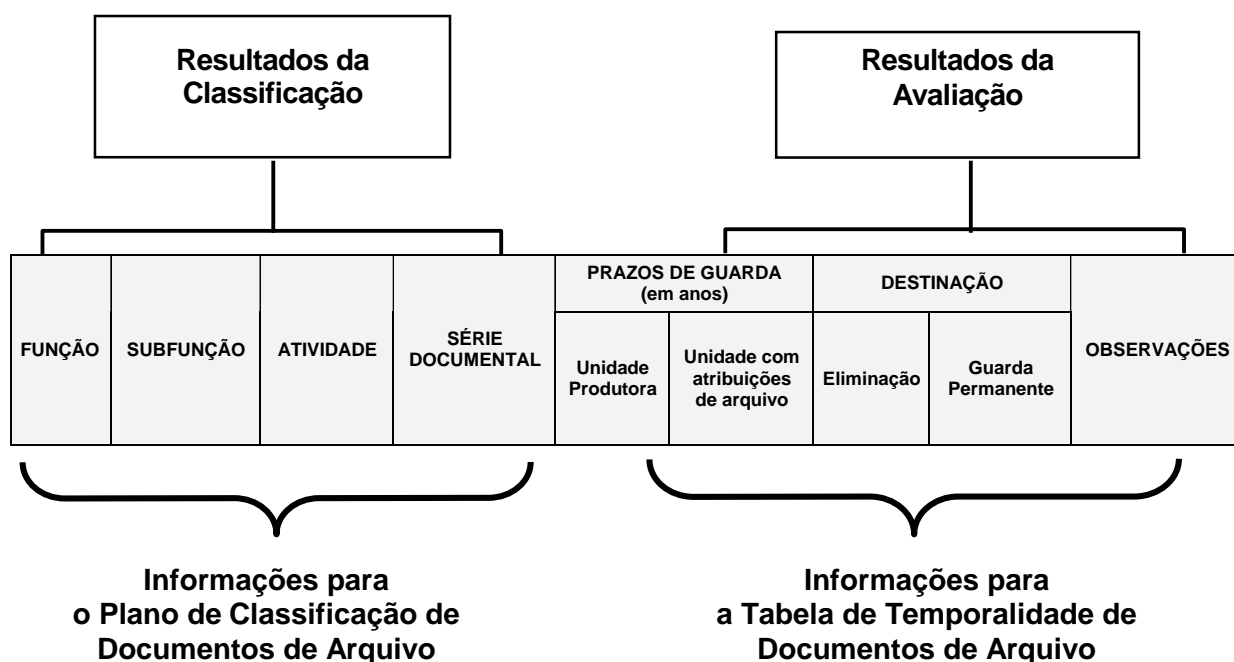 Resultados da
Classificação
Resultados da
Avaliação
FUNÇÃO
SUBFUNÇÃO
ATIVIDADE
SÉRIE
DOCUMENTAL
PRAZOS DE GUARDA
(em anos)
Unidade
Produtora
Unidade com
atribuições
de arquivo
DESTINAÇÃO
Eliminação
Guarda
Permanente
OBSERVAÇÕES
Informações para
o Plano de Classificação de
Documentos de Arquivo
Informações para
a Tabela de Temporalidade de
Documentos de Arquivo